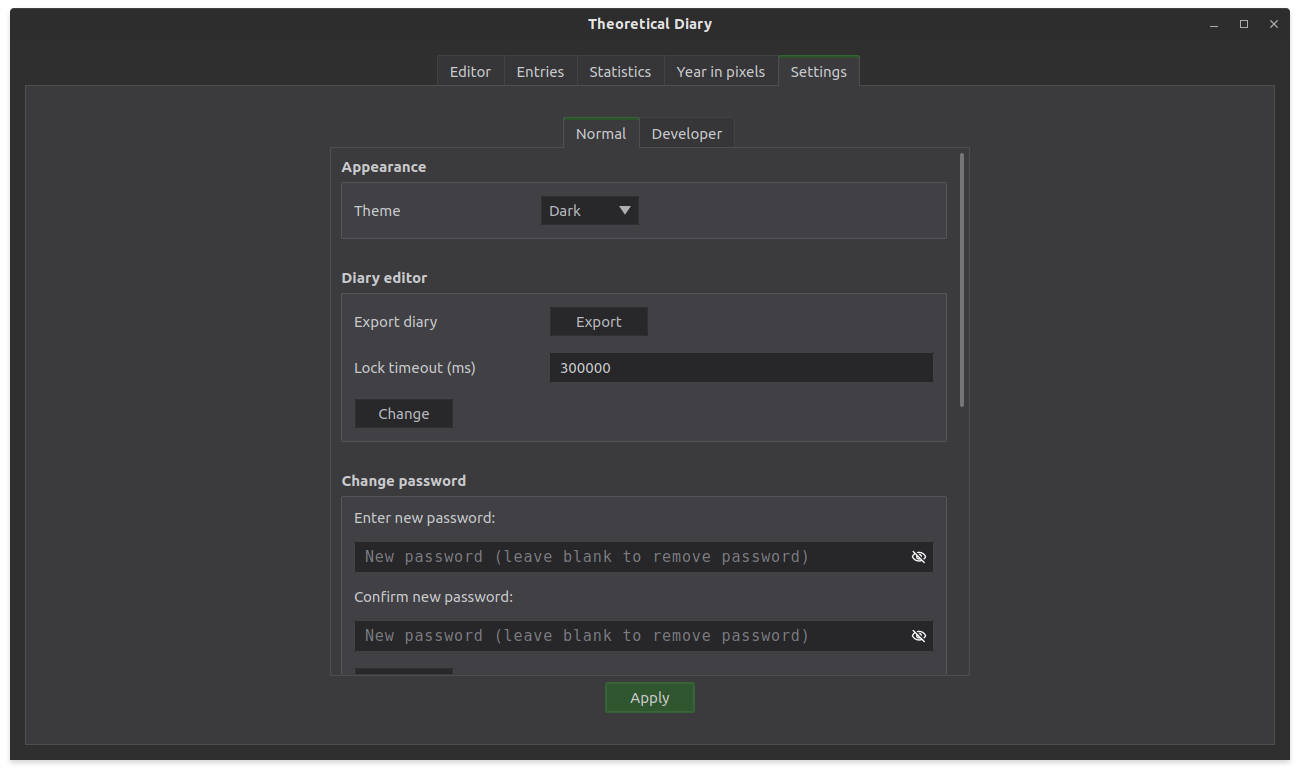 Theoretical Diary
Editor Entries Statistics Year in pixels Settings
Normal Developer
Appearance
Theme Dark
Diary editor
Export diary Export
Lock timeout (ms) 300000
Change
Change password
Enter new password:
New password (leave blank to remove password)
Confirm new password:
New password (leave blank to remove password)
Apply